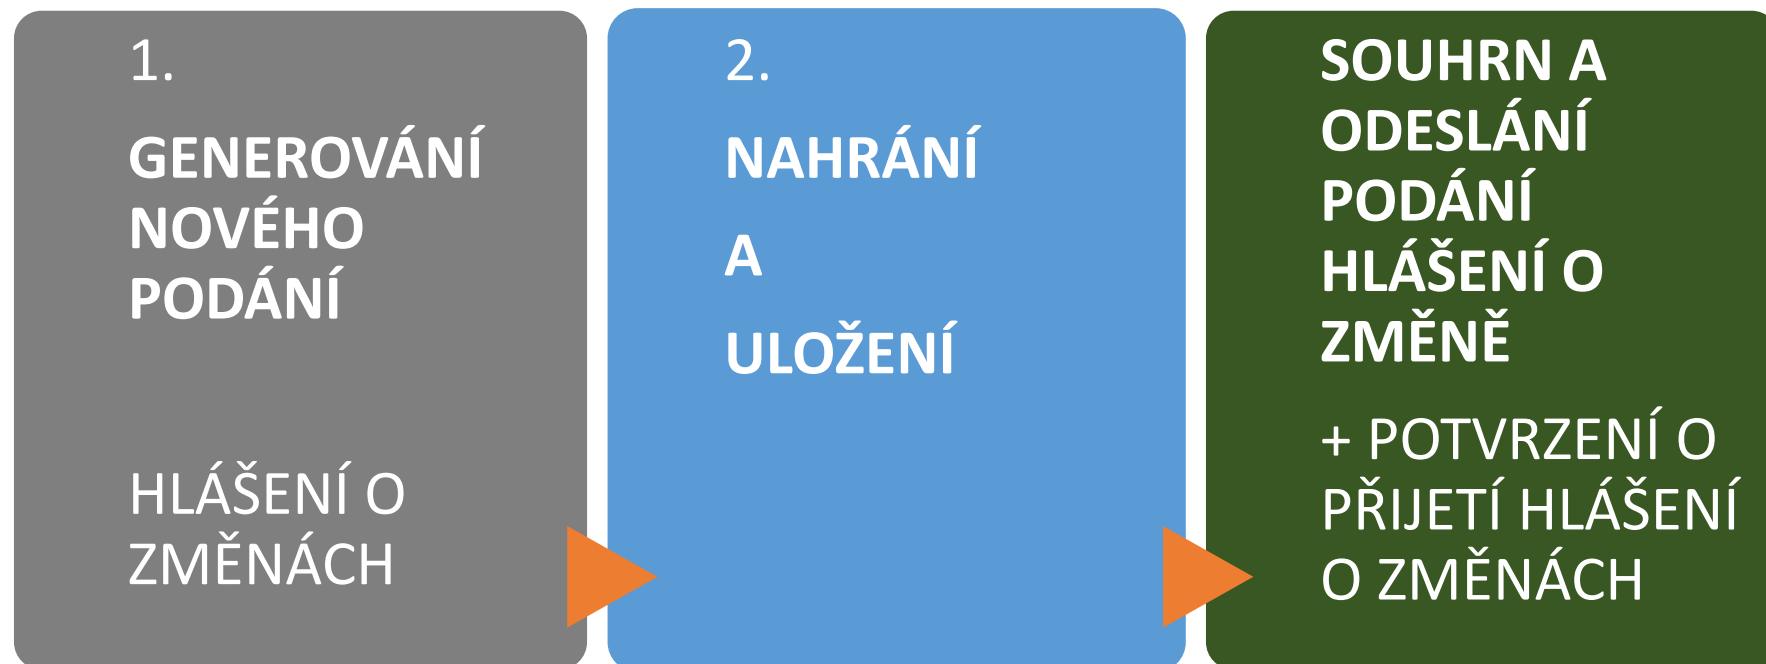 1.
GENEROVÁNÍ
NOVÉHO
PODÁNÍ
HLÁŠENÍ O
ZMĚNÁCH
2.
NAHRÁNÍ
A
ULOŽENÍ
SOUHRN A
ODESLÁNÍ
PODÁNÍ
HLÁŠENÍ O
ZMĚNĚ
+ POTVRZENÍ O
PŘIJETÍ HLÁŠENÍ
O ZMĚNÁCH